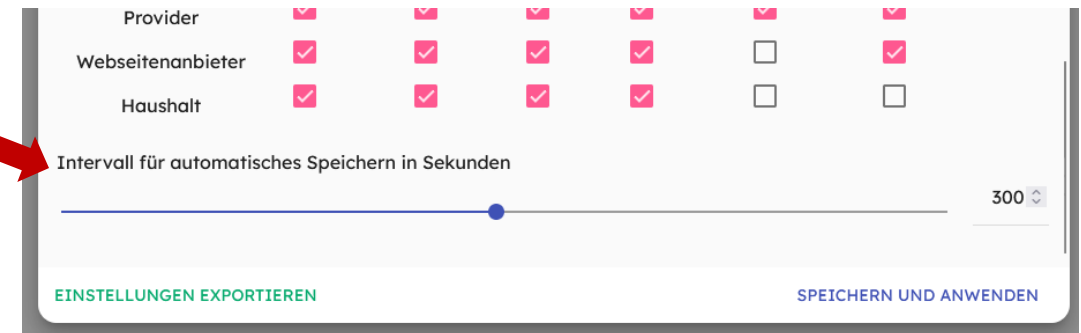 Provider
Webseitenanbieter
Haushalt
Intervall für automatisches Speichern in Sekunden
300
EINSTELLUNGEN EXPORTIEREN
SPEICHERN UND ANWENDEN